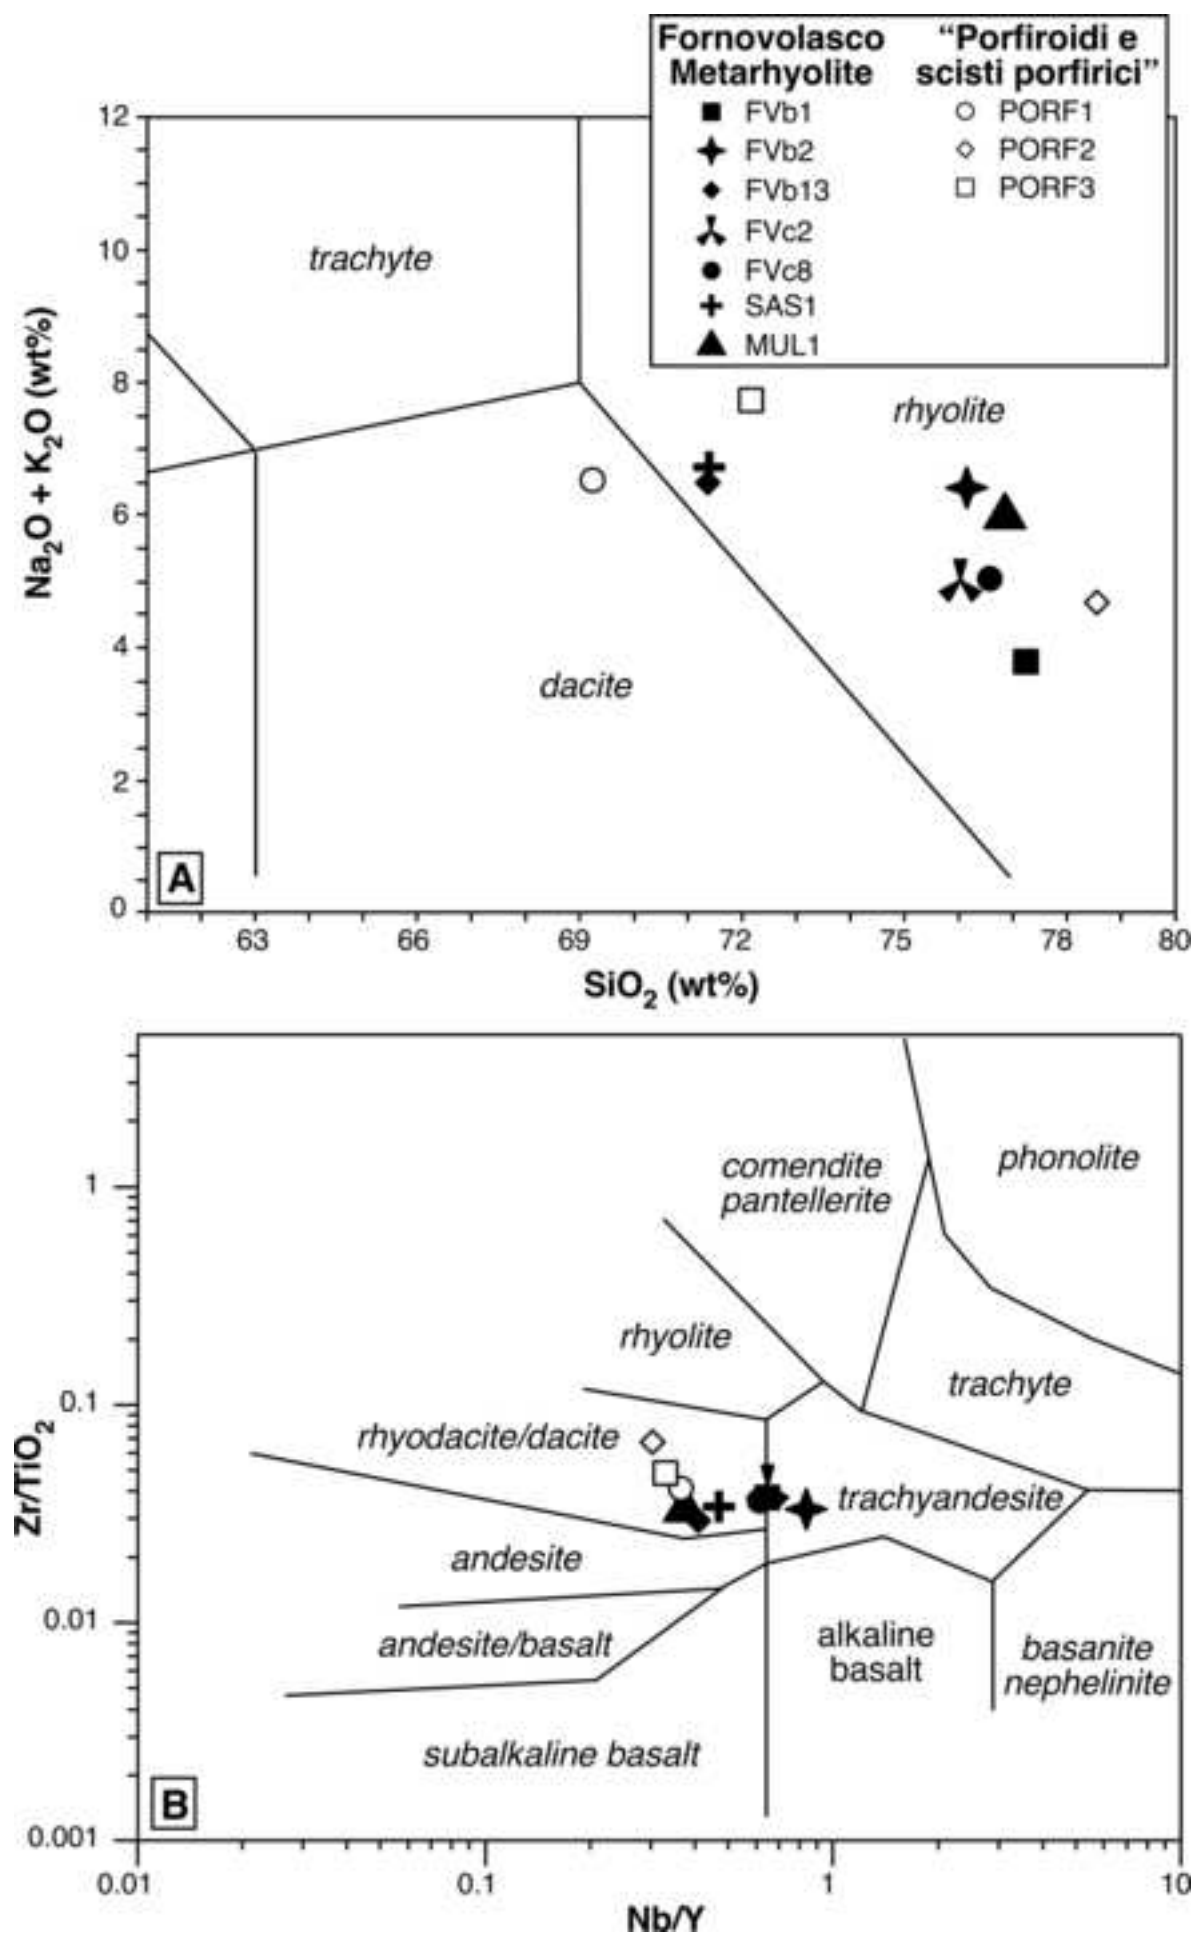 Fornovolasco
Metarhyolite
FVb1
FVb2
FVb13
FVc2
FVc8
SAS1
MUL1
“Porfiroidi e
scisti porfirici”
PORF1
PORF2
PORF3
12
10
8
6
4
2
0
Na₂O + K₂O (wt%)
trachyte
rhyolite
dacite
A
63
66
69
72
75
78
80
SiO₂ (wt%)
1
0.1
0.01
0.001
Zr/TiO₂
comendite
pantellerite
phonolite
rhyolite
trachyte
rhyodacite/dacite
trachyandesite
andesite
andesite/basalt
alkaline
basalt
basanite
nephelinite
subalkaline basalt
B
0.01
0.1
1
10
Nb/Y